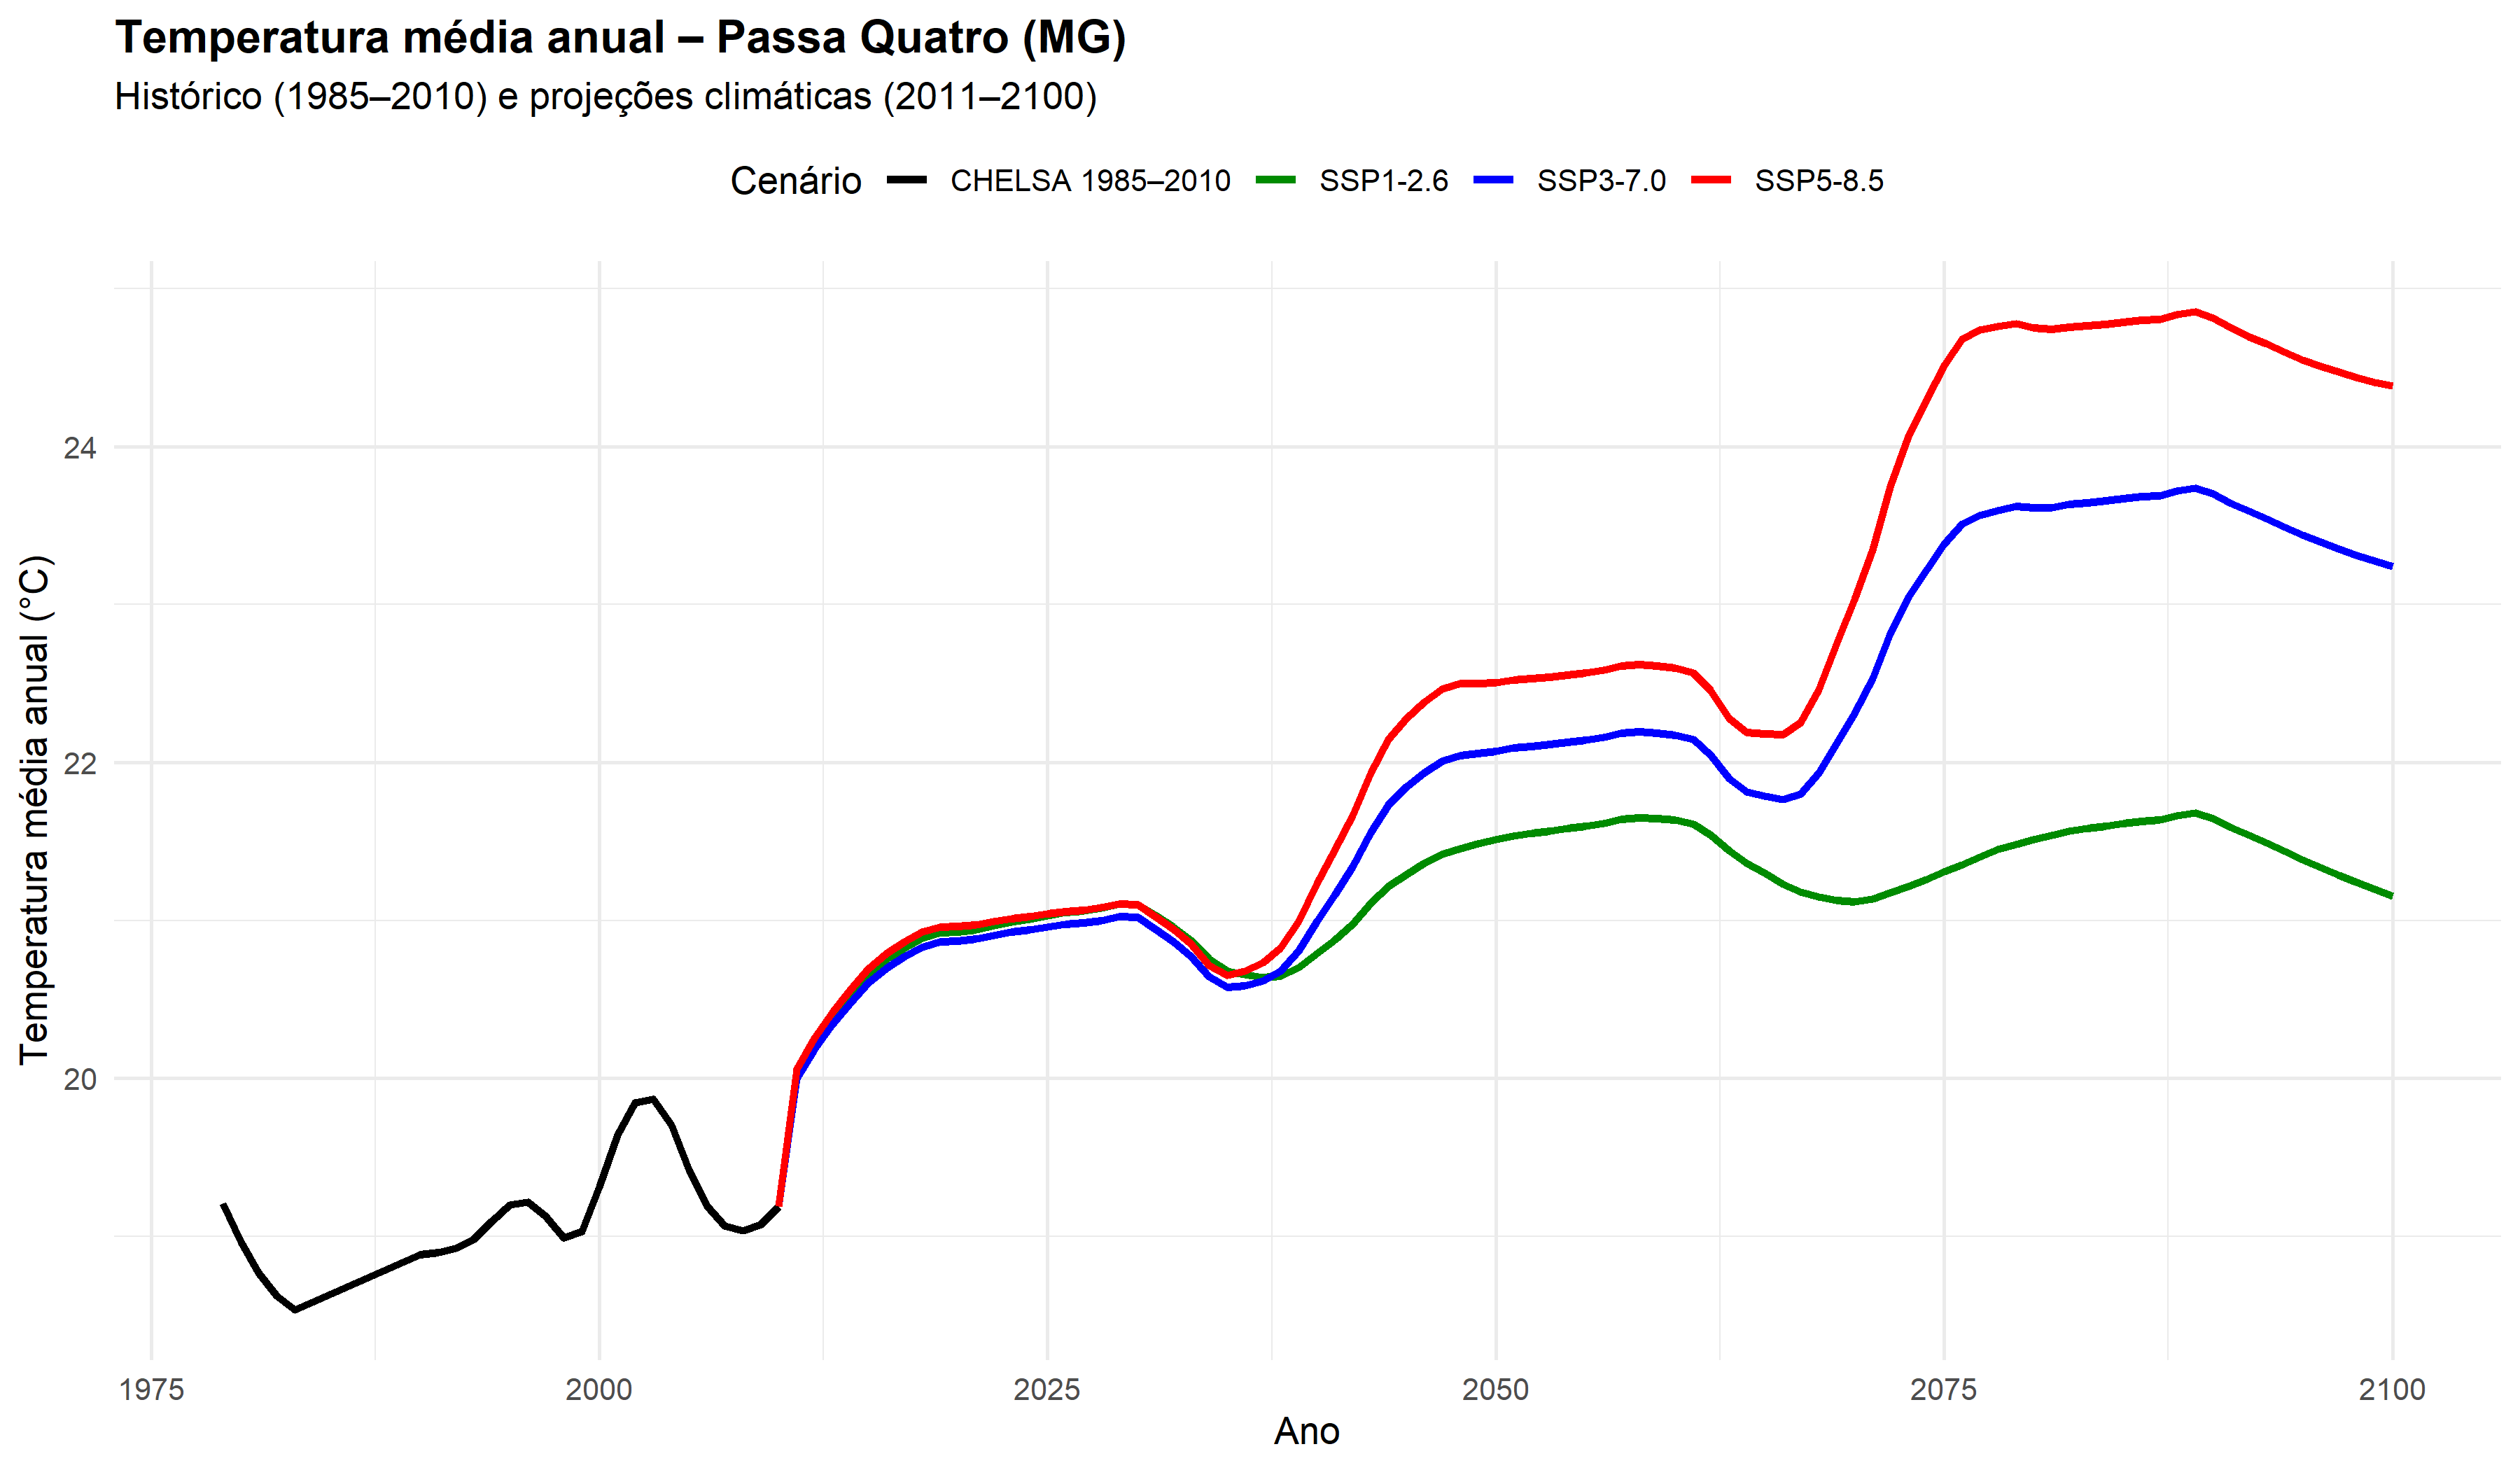 Temperatura média anual – Passa Quatro (MG)
Histórico (1985–2010) e projeções climáticas (2011–2100)
Cenário CHELSA 1985–2010 SSP1-2.6 SSP3-7.0 SSP5-8.5
Temperatura média anual (°C)
24
22
20
1975 2000 2025 2050 2075 2100
Ano